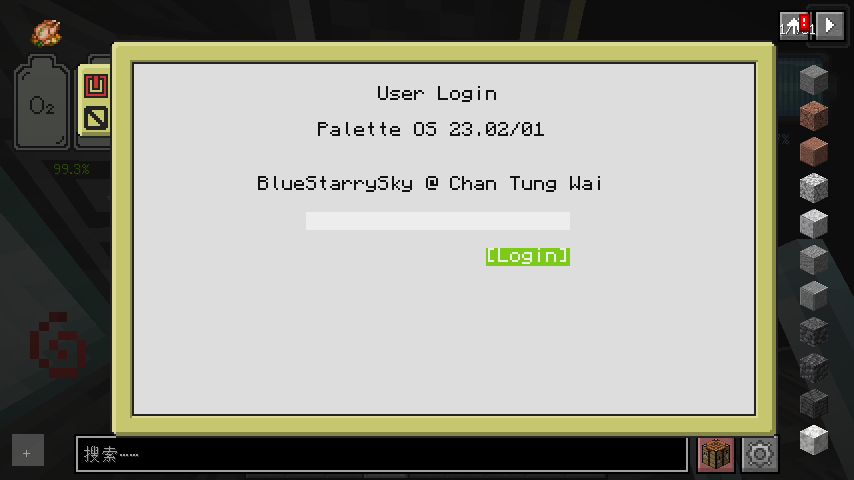 User Login
Palette OS 23.02/01
BlueStarrySky @ Chan Tung Wai
[Login]
O₂
99.3%
搜索……
+